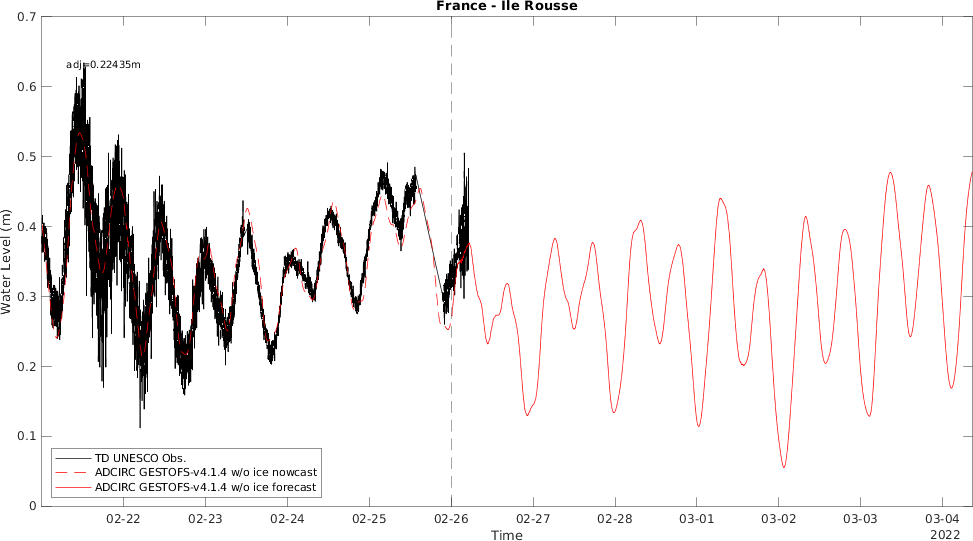 France - Ile Rousse
0.7
adj=0.22435m
0.6
0.5
0.4
0.3
0.2
0.1
0
Water Level (m)
TD UNESCO Obs.
ADCIRC GESTOFS-v4.1.4 w/o ice nowcast
ADCIRC GESTOFS-v4.1.4 w/o ice forecast
02-22 02-23 02-24 02-25 02-26 02-27 02-28 03-01 03-02 03-03 03-04
2022
Time